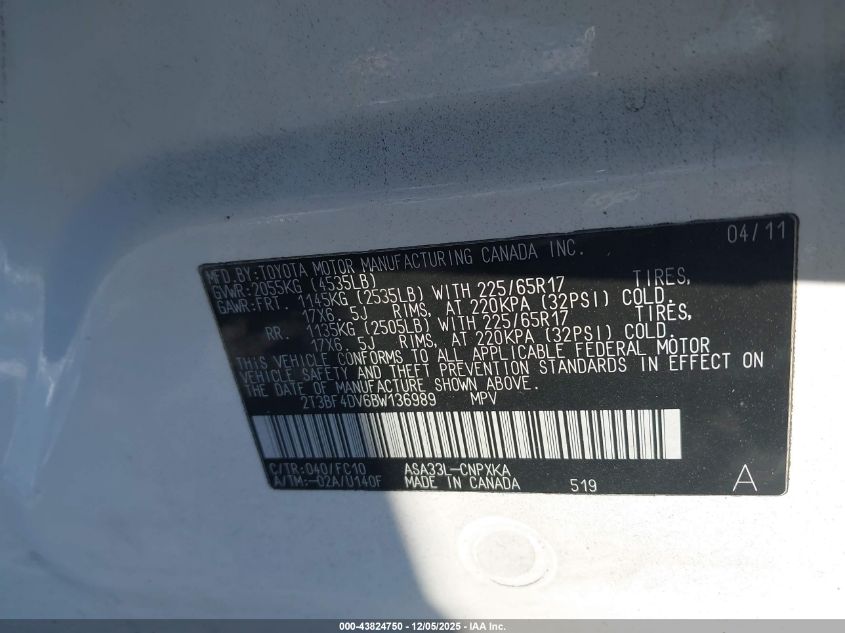 04/11
MFD.BY:TOYOTA MOTOR MANUFACTURING CANADA INC.
GVWR:2055KG (4535LB)
GAWR:FRT. 1145KG (2535LB) WITH 225/65R17 TIRES,
17X6. 5J RIMS, AT 220KPA (32PSI) COLD.
RR. 1135KG (2505LB) WITH 225/65R17 TIRES,
17X6. 5J RIMS, AT 220KPA (32PSI) COLD.
THIS VEHICLE CONFORMS TO ALL APPLICABLE FEDERAL MOTOR
VEHICLE SAFETY AND THEFT PREVENTION STANDARDS IN EFFECT ON
THE DATE OF MANUFACTURE SHOWN ABOVE.
2T3BF4DV6BW136989 MPV
C/TR:040/FC10 ASA33L-CNPXKA
A/TM:-02A/U140F MADE IN CANADA 519 A
000-43824750 - 12/05/2025 - IAA Inc.